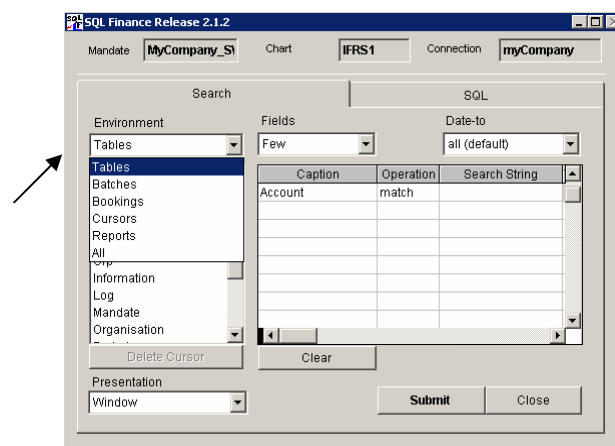 SQL Finance Release 2.1.2
Mandate MyCompany_S\ Chart IFRS1 Connection myCompany
Search SQL
Environment Fields Date-to
Tables Few all (default)
Tables
Batches
Bookings
Cursors
Reports
All
Information
Log
Mandate
Organisation
Caption Operation Search String
Account match
Delete Cursor Clear
Presentation
Window Submit Close